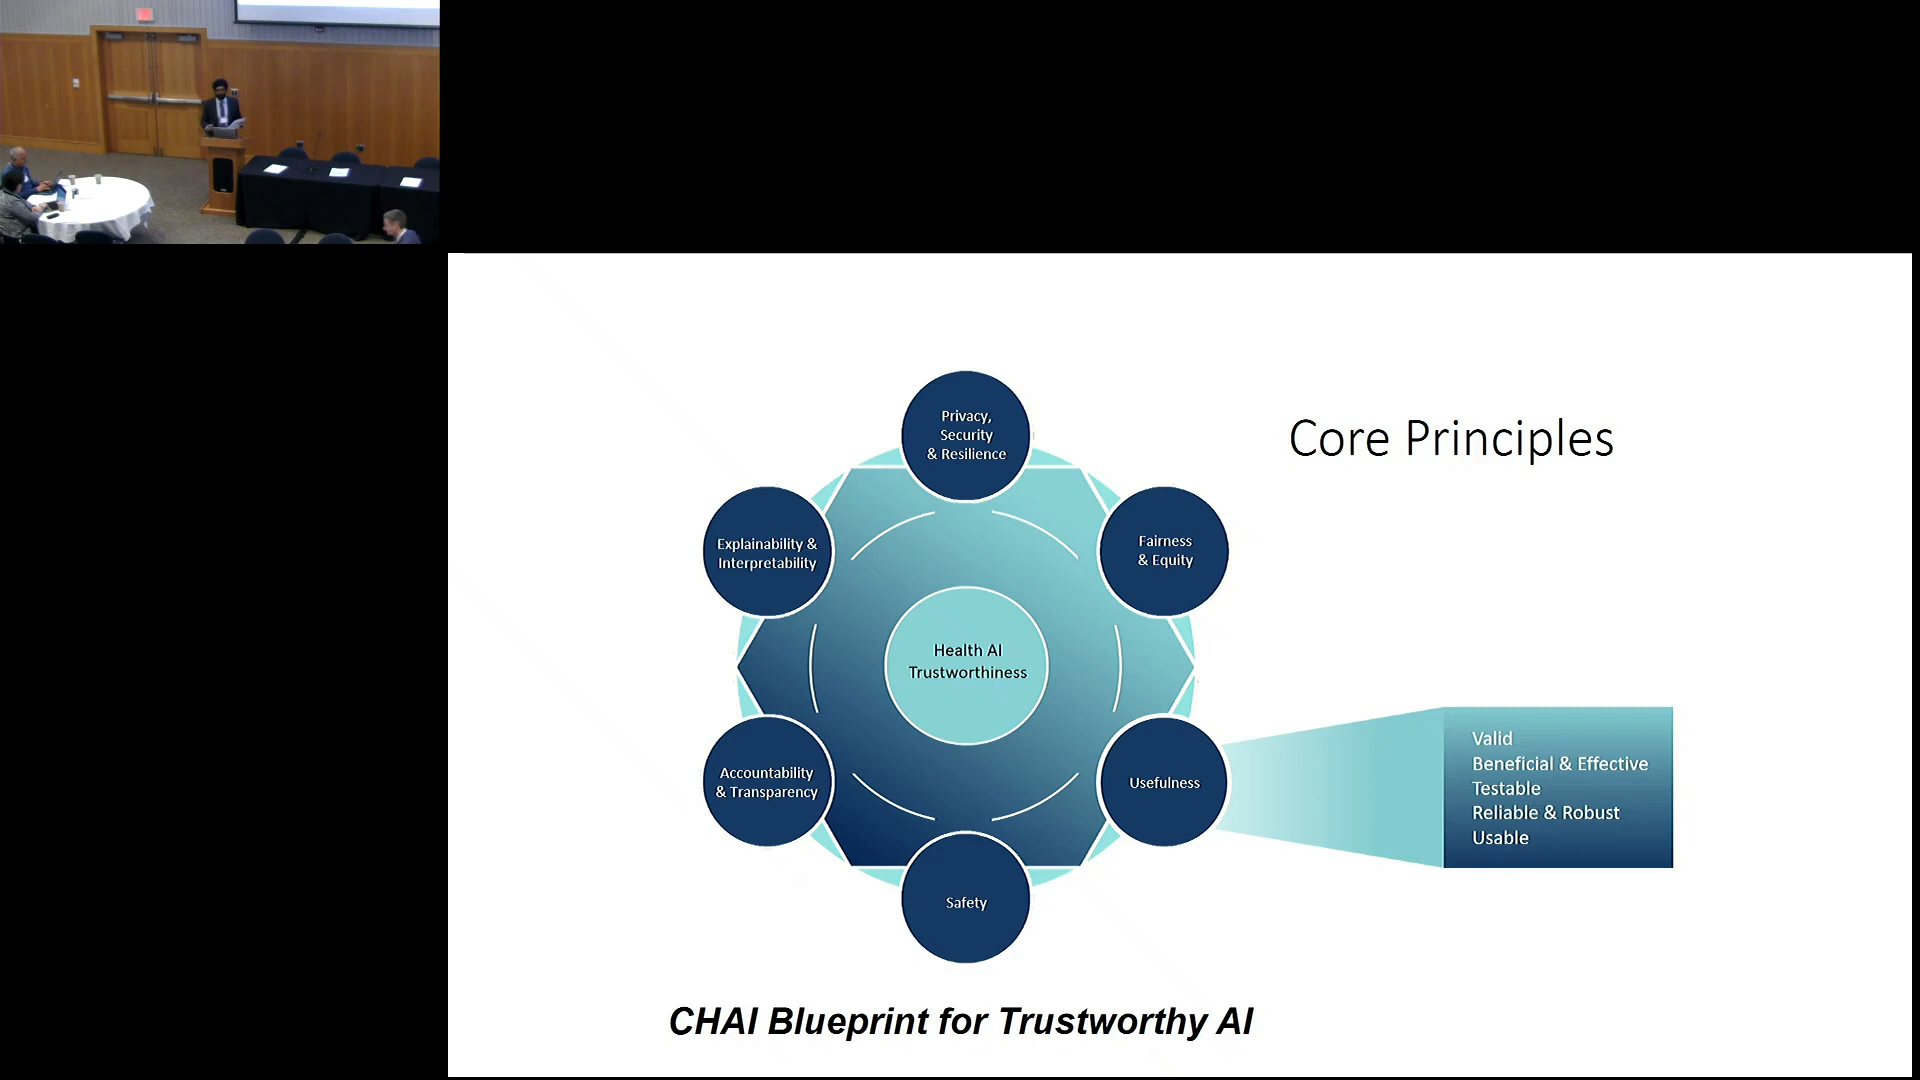 Core Principles
Privacy,
Security
& Resilience
Explainability &
Interpretability
Fairness
& Equity
Health AI
Trustworthiness
Accountability
& Transparency
Usefulness
Valid
Beneficial & Effective
Testable
Reliable & Robust
Usable
Safety
CHAI Blueprint for Trustworthy AI